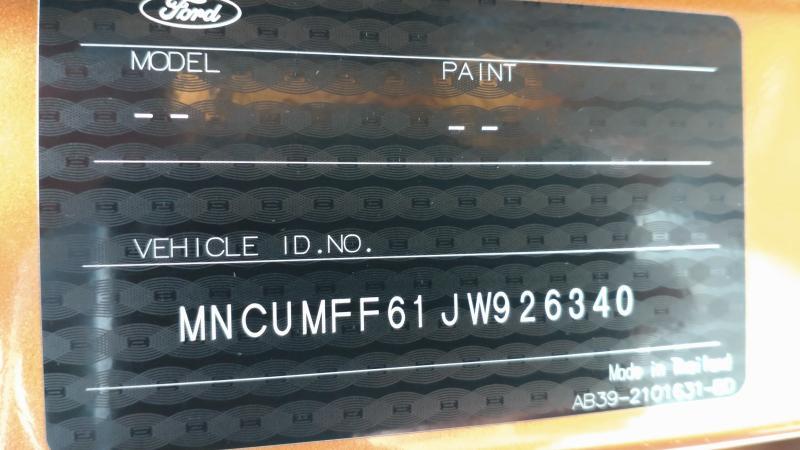 Ford
MODEL PAINT
-- --
VEHICLE ID.NO.
MNCUMFF61JW926340
Made in Thailand
AB39-2101631-BD